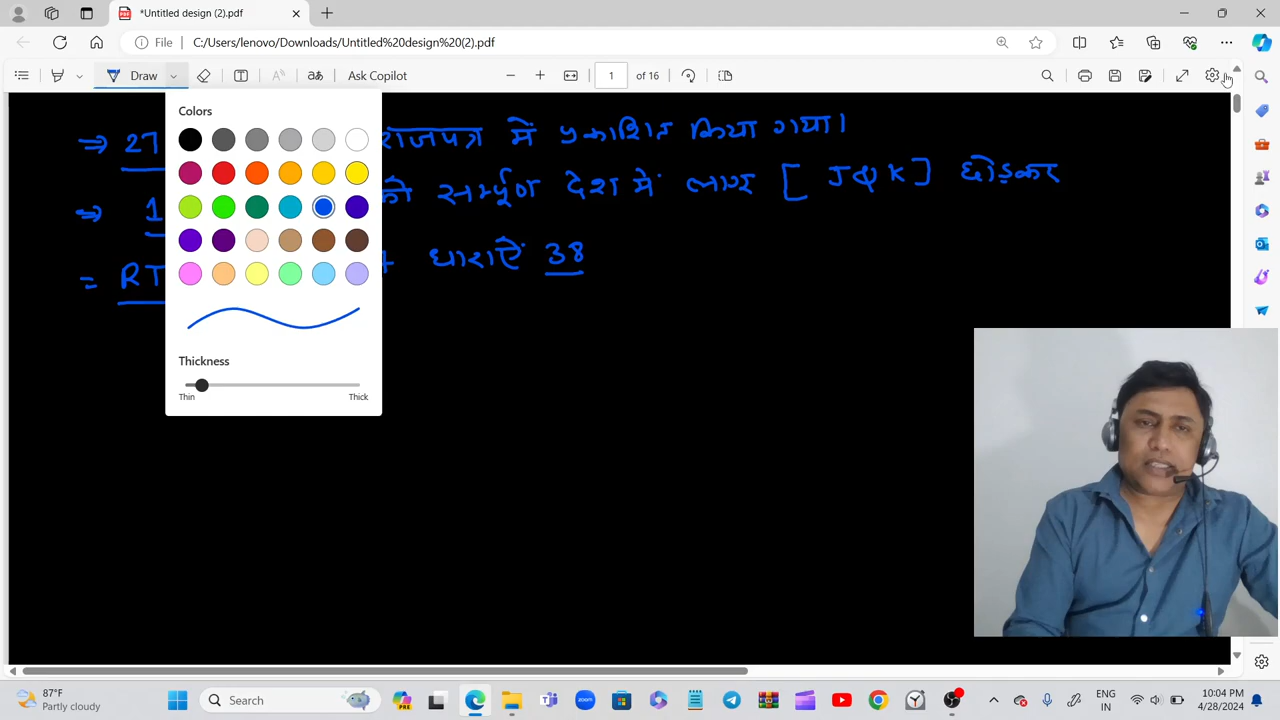 *Untitled design (2).pdf
File
C:/Users/lenovo/Downloads/Untitled%20design%20(2).pdf
Draw
Ask Copilot
1 of 16
Colors
Thickness
Thin Thick
⇒ 27 राजपत्र में प्रकाशित किया गया।
⇒ 1 को सम्पूर्ण देश में लागू [ J&K ] छोड़कर
= RT धाराऐं 38
87°F
Partly cloudy
Search
PRE
ENG
IN
10:04 PM
4/28/2024